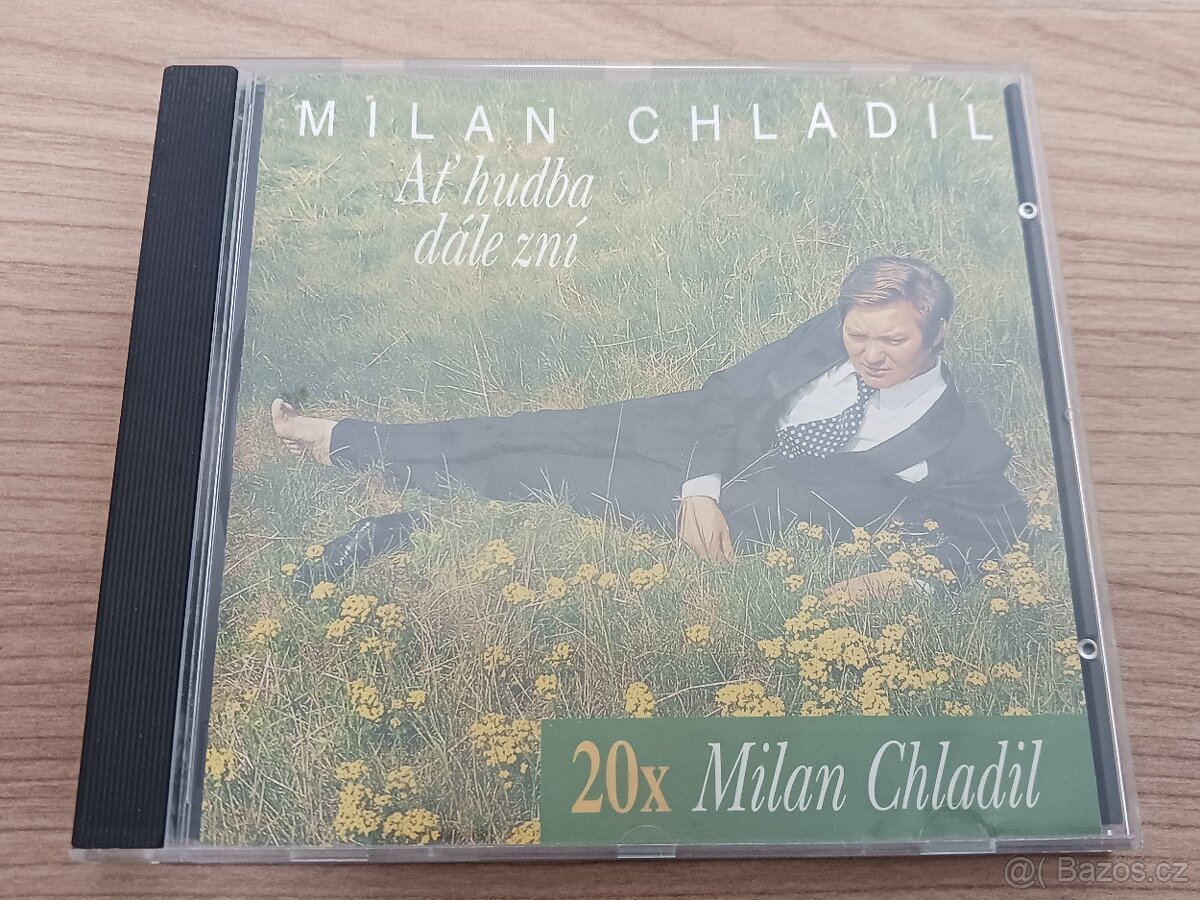 MILAN CHLADIL
Ať hudba
dále zní
20x Milan Chladil
@( Bazos.cz